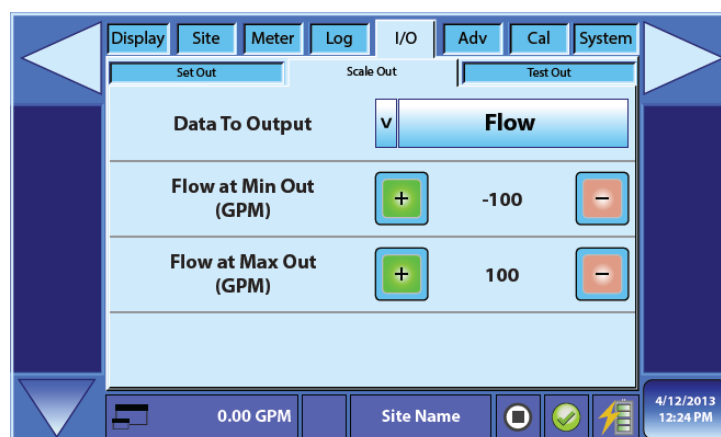 Display Site Meter Log I/O Adv Cal System
Set Out Scale Out Test Out
Data To Output v Flow
Flow at Min Out
(GPM) + -100 −
Flow at Max Out
(GPM) + 100 −
0.00 GPM Site Name 4/12/2013
12:24 PM